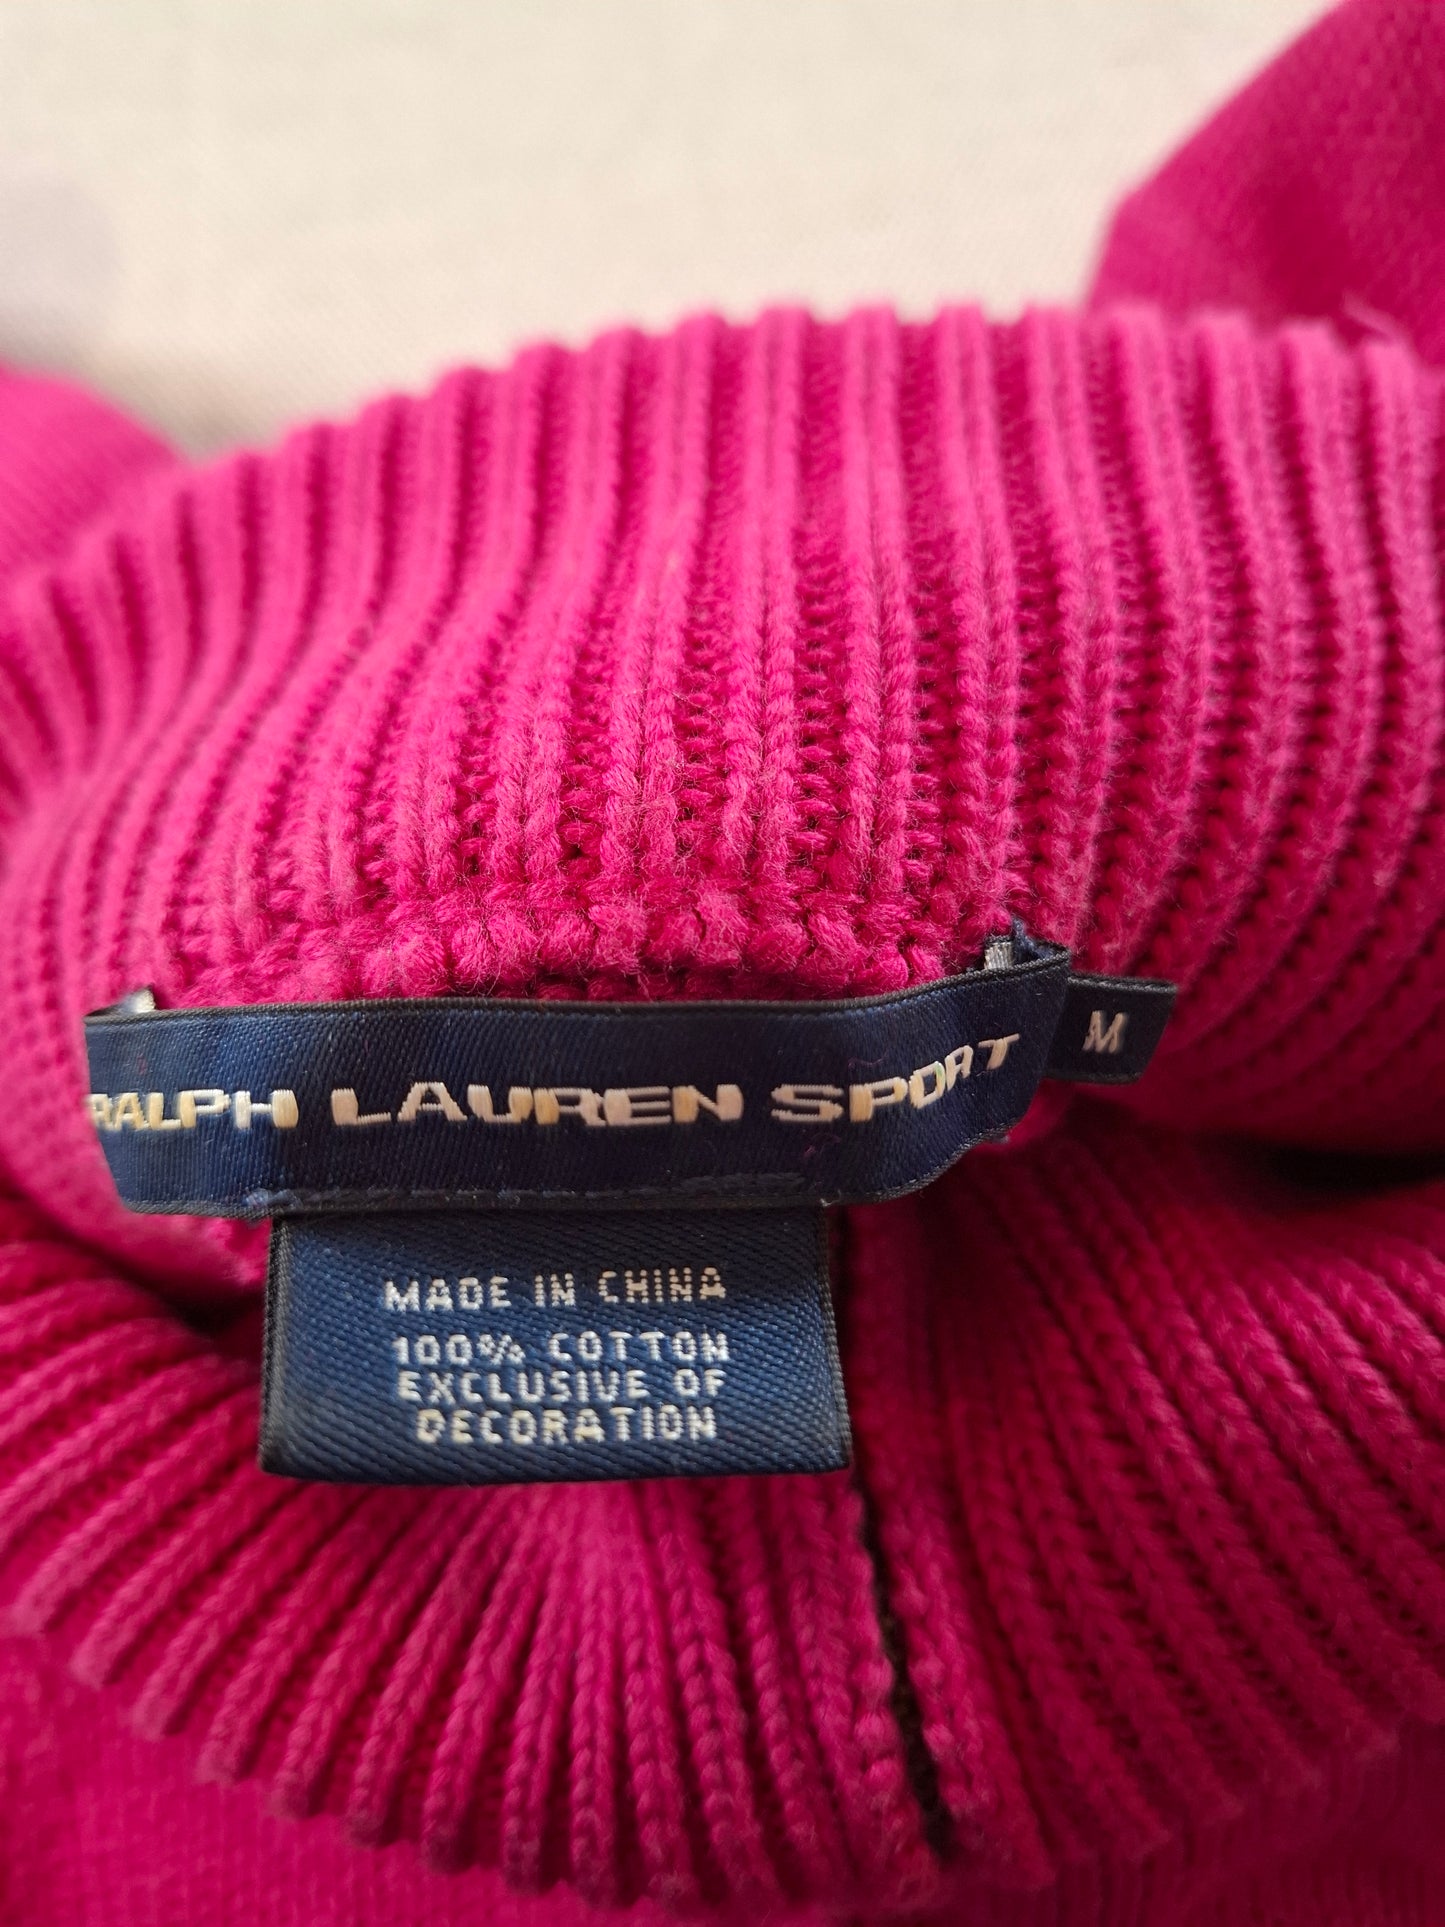 RALPH LAUREN SPORT
M
MADE IN CHINA
100% COTTON
EXCLUSIVE OF
DECORATION